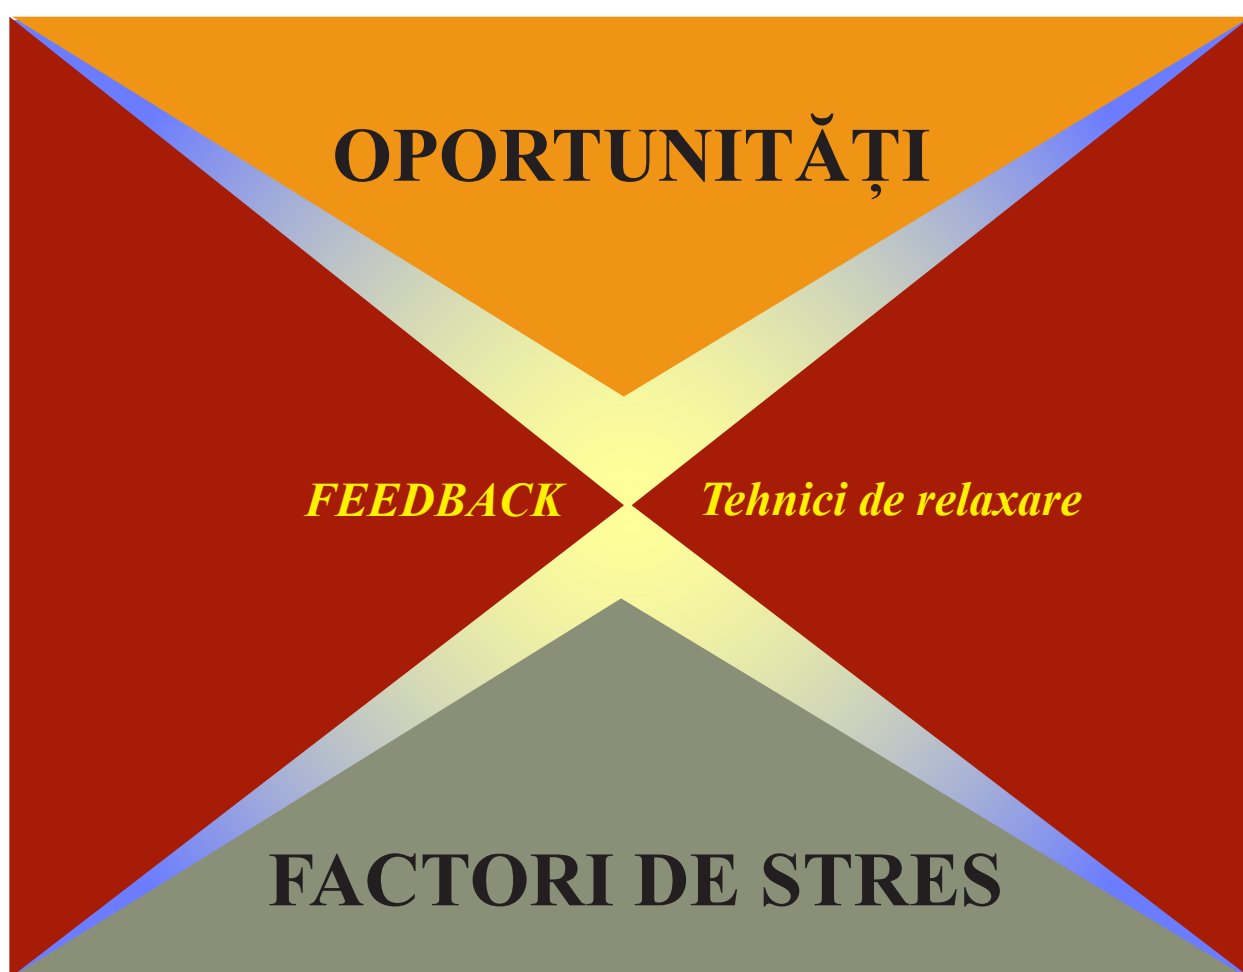 OPORTUNITĂȚI
FEEDBACK
Tehnici de relaxare
FACTORI DE STRES